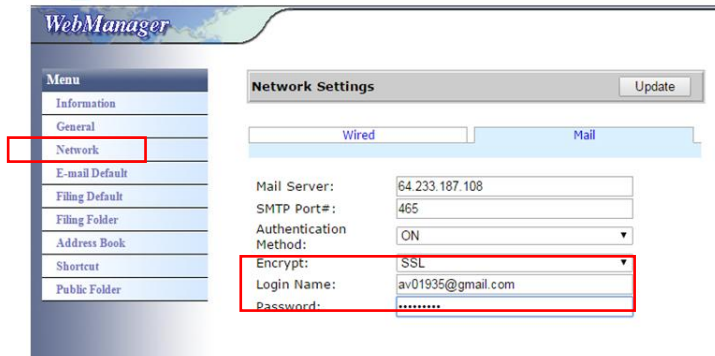 WebManager
Menu
Information
General
Network
E-mail Default
Filing Default
Filing Folder
Address Book
Shortcut
Public Folder
Network Settings
Update
Wired Mail
Mail Server: 64.233.187.108
SMTP Port#: 465
Authentication
Method: ON
Encrypt: SSL
Login Name: av01935@gmail.com
Password: •••••••••